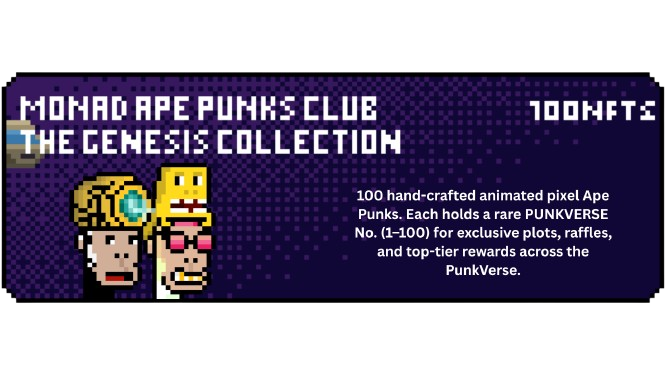 MONAD APE PUNKS CLUB
THE GENESIS COLLECTION
100NFTS
100 hand-crafted animated pixel Ape
Punks. Each holds a rare PUNKVERSE
No. (1–100) for exclusive plots, raffles,
and top-tier rewards across the
PunkVerse.